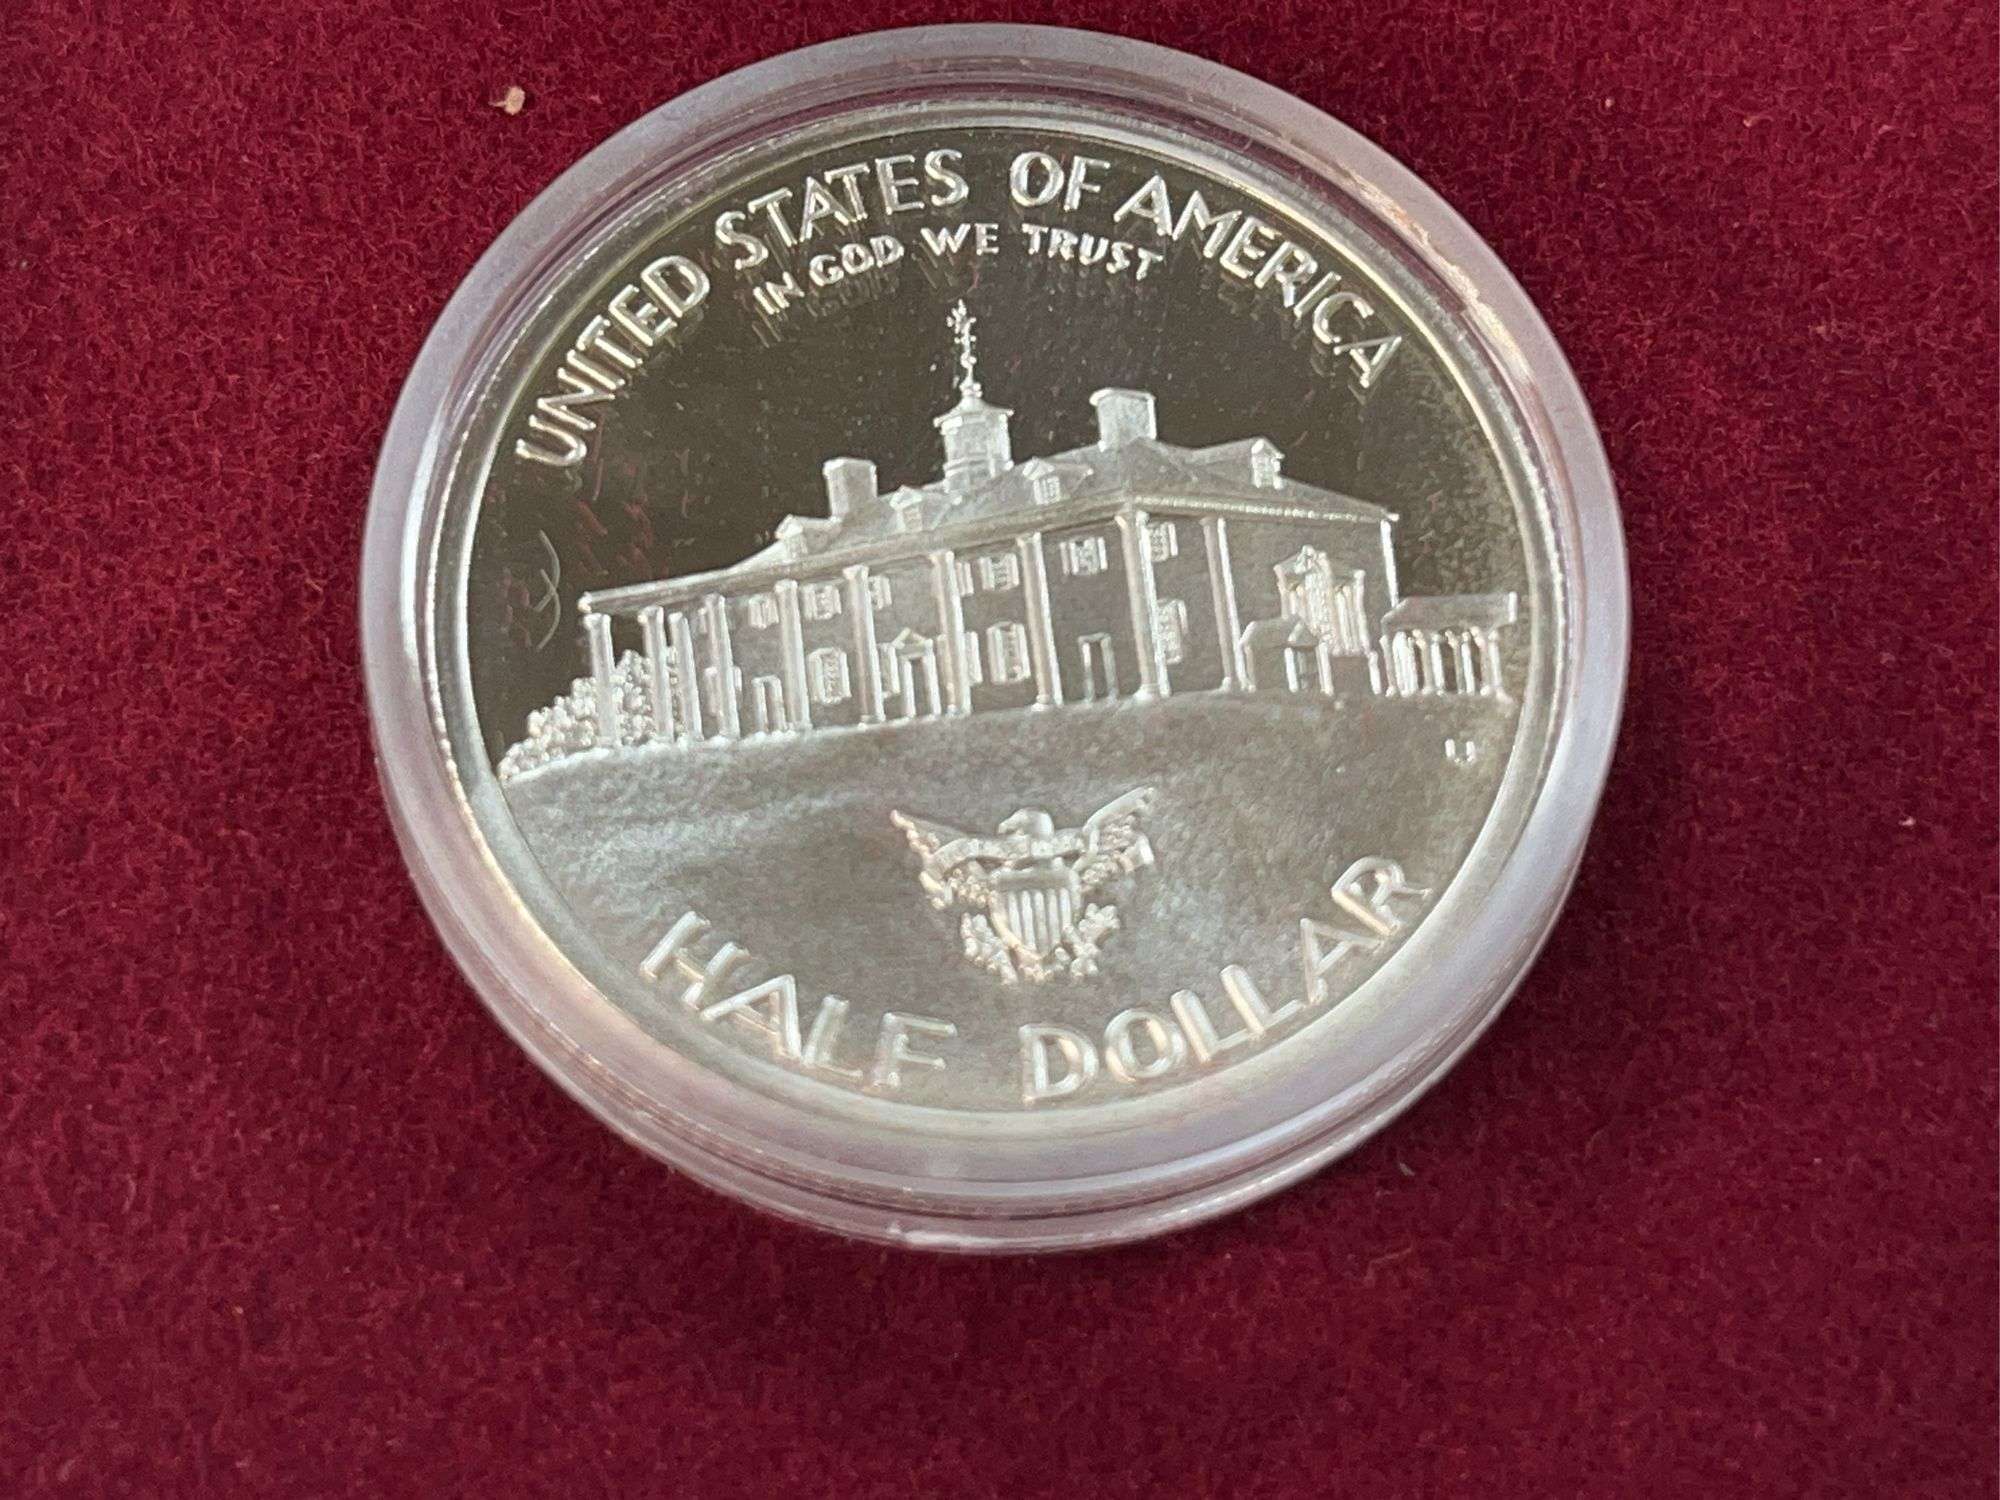 UNITED STATES OF AMERICA
IN GOD WE TRUST
HALF DOLLAR